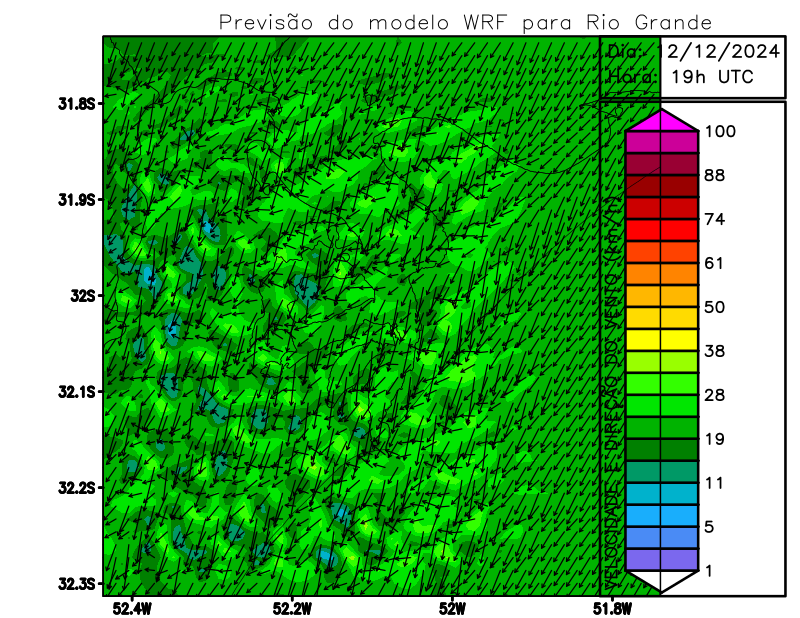 Previsão do modelo WRF para Rio Grande
Dia: 12/12/2024
Hora: 19h UTC
31.8S
31.9S
32S
32.1S
32.2S
32.3S
52.4W
52.2W
52W
51.8W
VELOCIDADE E DIREÇÃO DO VENTO (km/h)
100
88
74
61
50
38
28
19
11
5
1